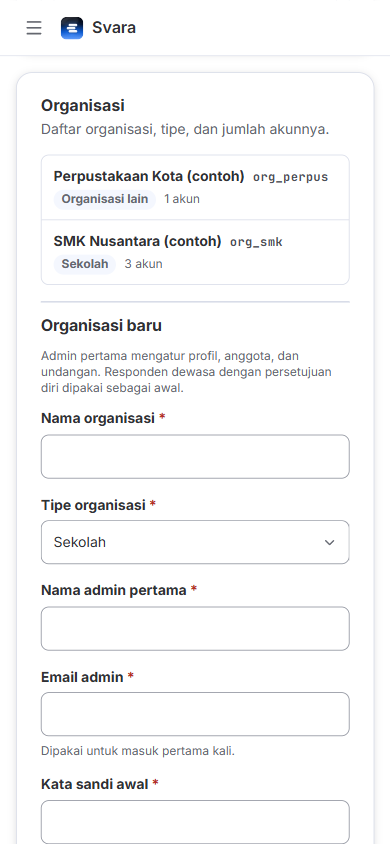 Svara
Organisasi
Daftar organisasi, tipe, dan jumlah akunnya.
Perpustakaan Kota (contoh) org_perpus
Organisasi lain 1 akun
SMK Nusantara (contoh) org_smk
Sekolah 3 akun
Organisasi baru
Admin pertama mengatur profil, anggota, dan
undangan. Responden dewasa dengan persetujuan
diri dipakai sebagai awal.
Nama organisasi *
Tipe organisasi *
Sekolah
Nama admin pertama *
Email admin *
Dipakai untuk masuk pertama kali.
Kata sandi awal *